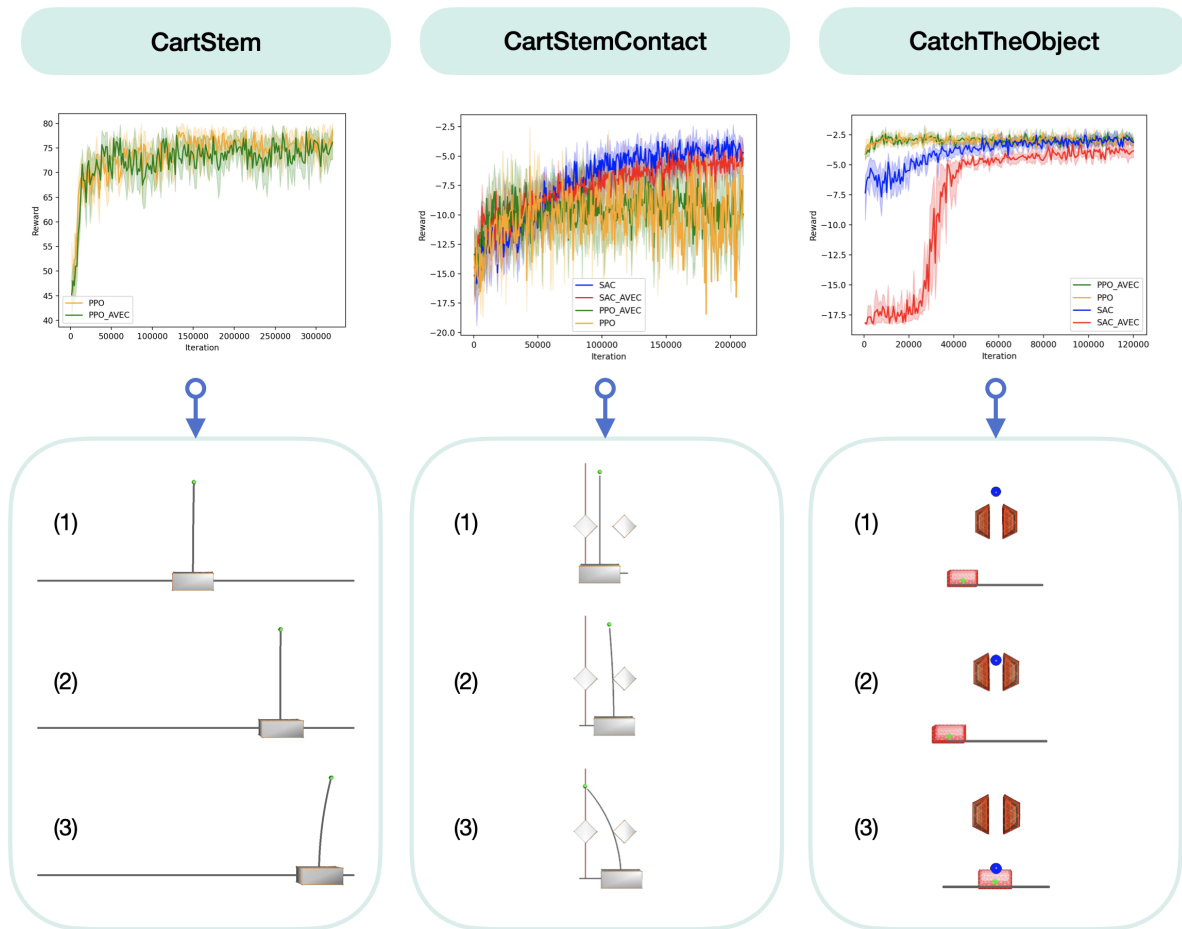 CartStem
CartStemContact
CatchTheObject
80
75
70
65
60
55
50
45
40
Reward
PPO
PPO_AVEC
0
50000
100000
150000
200000
250000
300000
Iteration
−2.5
−5.0
−7.5
−10.0
−12.5
−15.0
−17.5
−20.0
Reward
SAC
SAC_AVEC
PPO_AVEC
PPO
0
50000
100000
150000
200000
Iteration
−2.5
−5.0
−7.5
−10.0
−12.5
−15.0
−17.5
Reward
PPO_AVEC
PPO
SAC
SAC_AVEC
0
20000
40000
60000
80000
100000
120000
Iteration
(1)
(2)
(3)
(1)
(2)
(3)
(1)
(2)
(3)